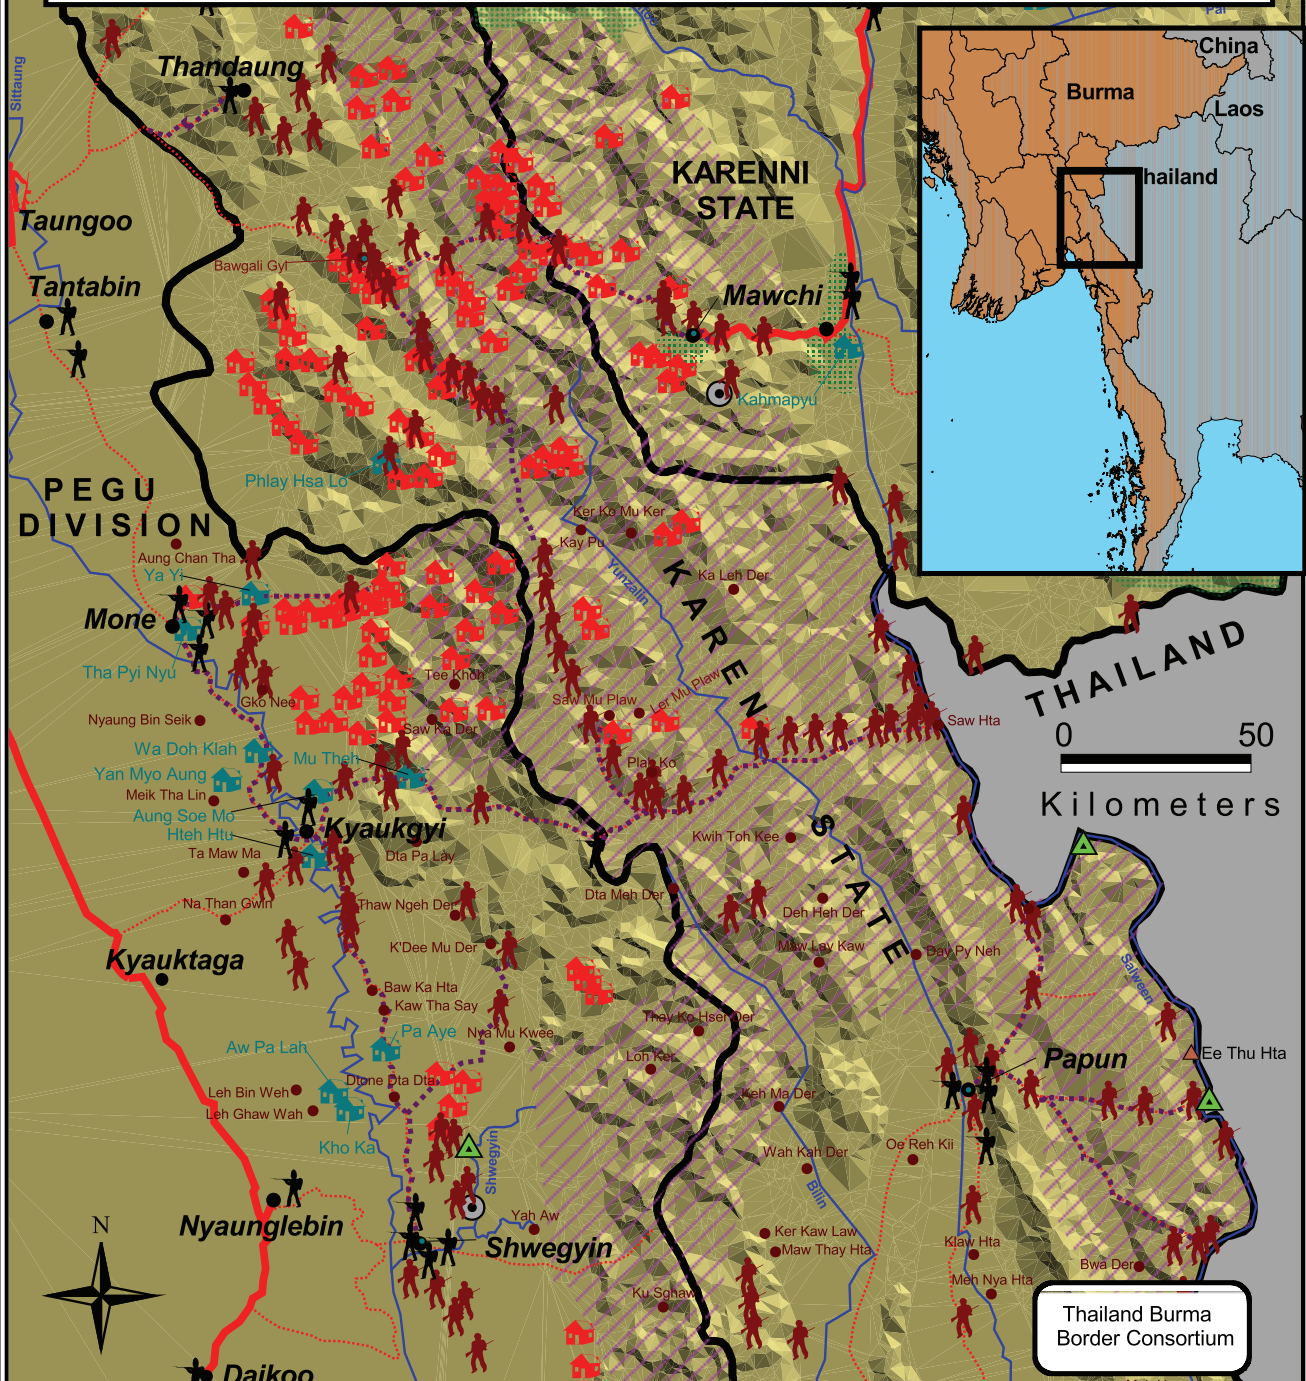 China
Pai
Burma
Laos
Thandaung
Sittaung
KARENNI
STATE
hailand
Taungoo
Bawgali Gyi
Tantabin
Mawchi
Kahmapyu
Phlay Hsa Lo
PEGU
DIVISION
Ker Ko Mu Ker
Kay Pu
Aung Chan Tha
Ya Yi
Yunzalin
Ka Leh Der
KAREN
STATE
Mone
THAILAND
Tha Pyi Nyu
Tee Khoh
Gko Nee
Saw Mu Plaw
Ler Mu Plaw
Nyaung Bin Seik
Saw Ka Der
Saw Hta
0 50
Kilometers
Wa Doh Klah
Mu Theh
Yan Myo Aung
Meik Tha Lin
Plah Ko
Aung Soe Mo
Hteh Htu
Kyaukgyi
Kwih Toh Kee
Ta Maw Ma
Dta Pa Lay
Dta Meh Der
Na Than Gwin
Thaw Ngeh Der
Deh Heh Der
K'Dee Mu Der
Maw Lay Kaw
Day Py Neh
Kyauktaga
Salween
Baw Ka Hta
Kaw Tha Say
Thay Ko Hser Der
Pa Aye
Nya Mu Kwee
Aw Pa Lah
Loh Ker
Papun
Ee Thu Hta
Dtone Dta Dta
Leh Bin Weh
Keh Ma Der
Leh Ghaw Wah
Kho Ka
Shwegyin
Wah Kah Der
Oe Reh Kii
Bilin
Nyaunglebin
Yah Aw
N
Shwegyin
Ker Kaw Law
Maw Thay Hta
Klaw Hta
Bwa Der
Ku Sghaw
Meh Nya Hta
Thailand Burma
Border Consortium
Daikoo